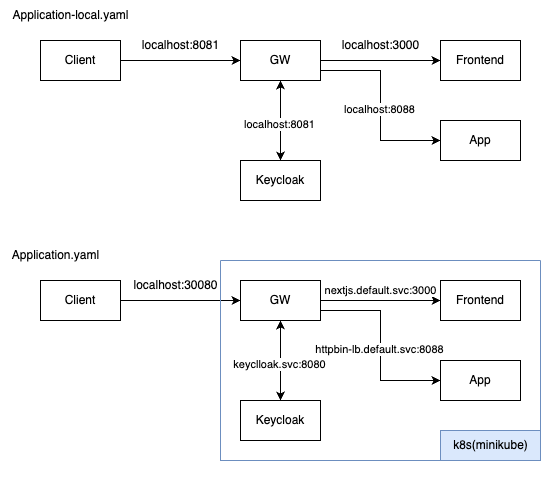 Application-local.yaml
Client
localhost:8081
GW
localhost:3000
Frontend
localhost:8088
localhost:8081
App
Keycloak
Application.yaml
Client
localhost:30080
GW
nextjs.default.svc:3000
Frontend
httpbin-lb.default.svc:8088
keyclloak.svc:8080
App
Keycloak
k8s(minikube)